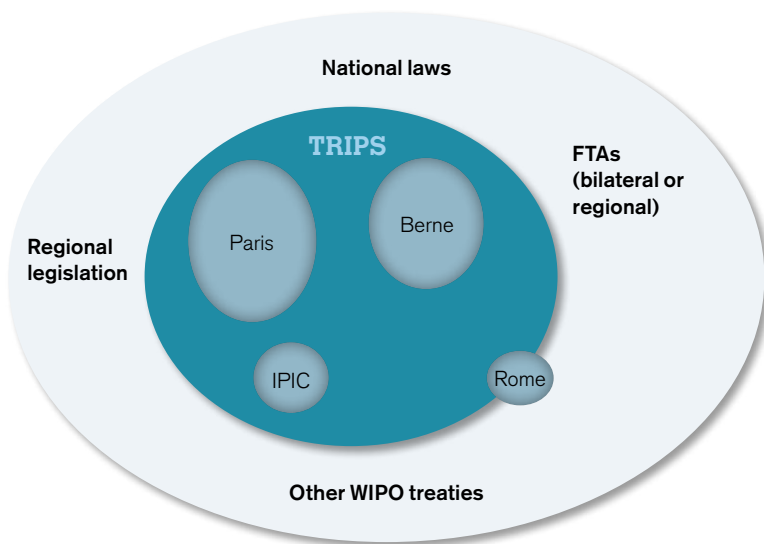 National laws
TRIPS
FTAs
(bilateral or
regional)
Paris
Berne
Regional
legislation
IPIC
Rome
Other WIPO treaties